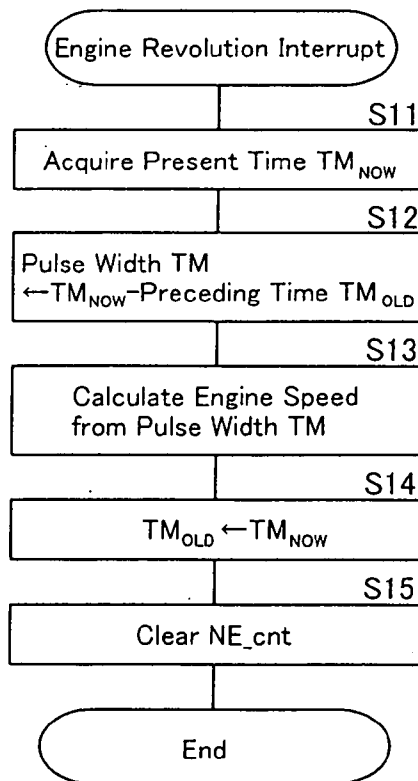 Engine Revolution Interrupt
S11
Acquire Present Time TM_NOW
S12
Pulse Width TM
←TM_NOW-Preceding Time TM_OLD
S13
Calculate Engine Speed
from Pulse Width TM
S14
TM_OLD←TM_NOW
S15
Clear NE_cnt
End